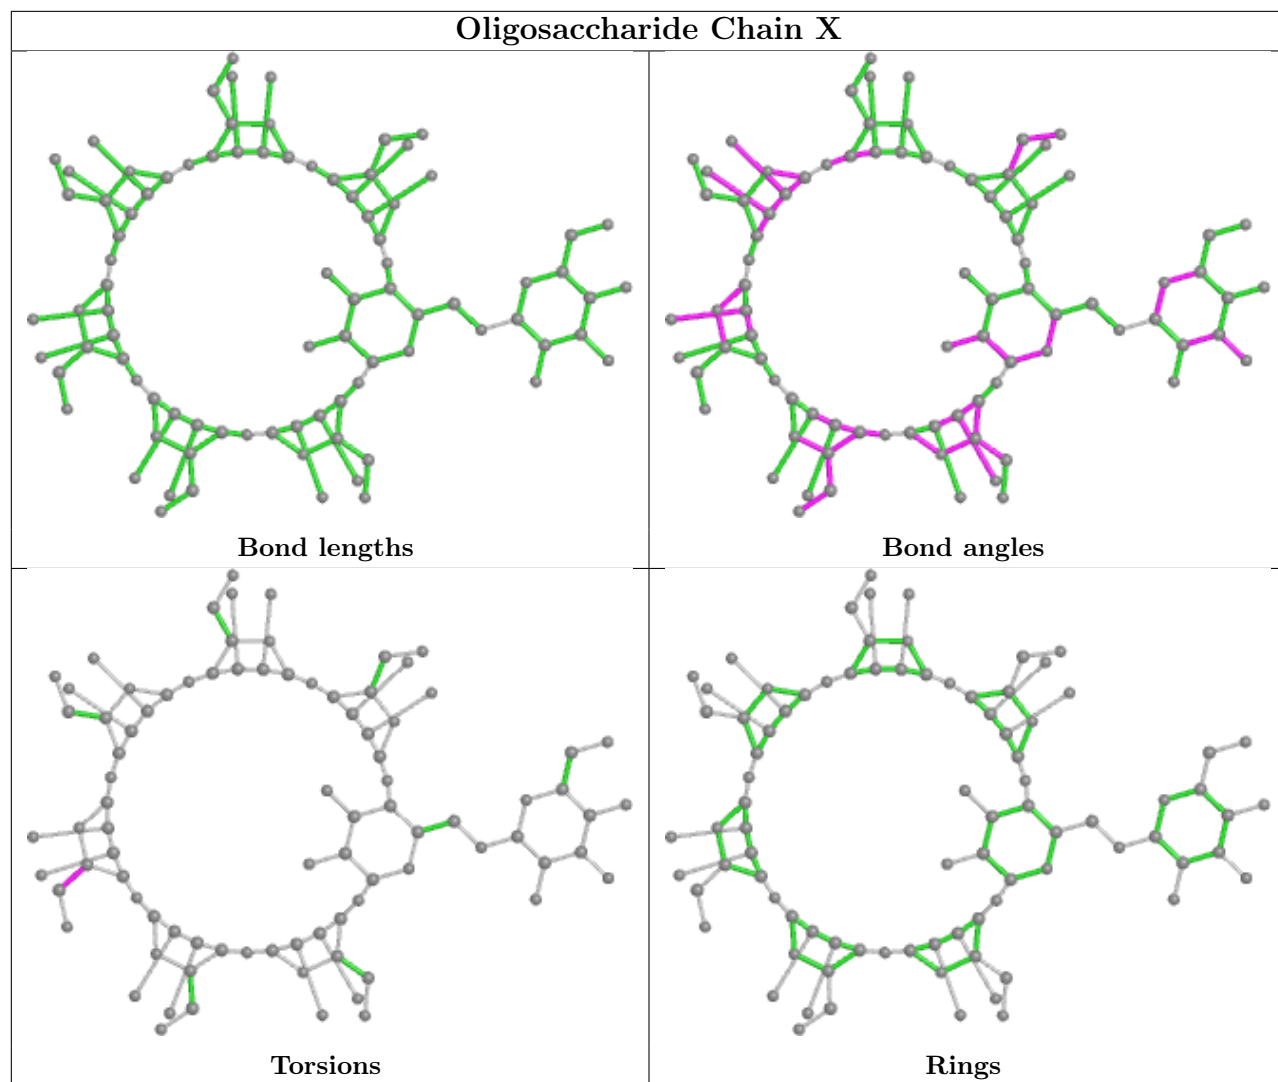 Oligosaccharide Chain X
Bond lengths
Bond angles
Torsions
Rings